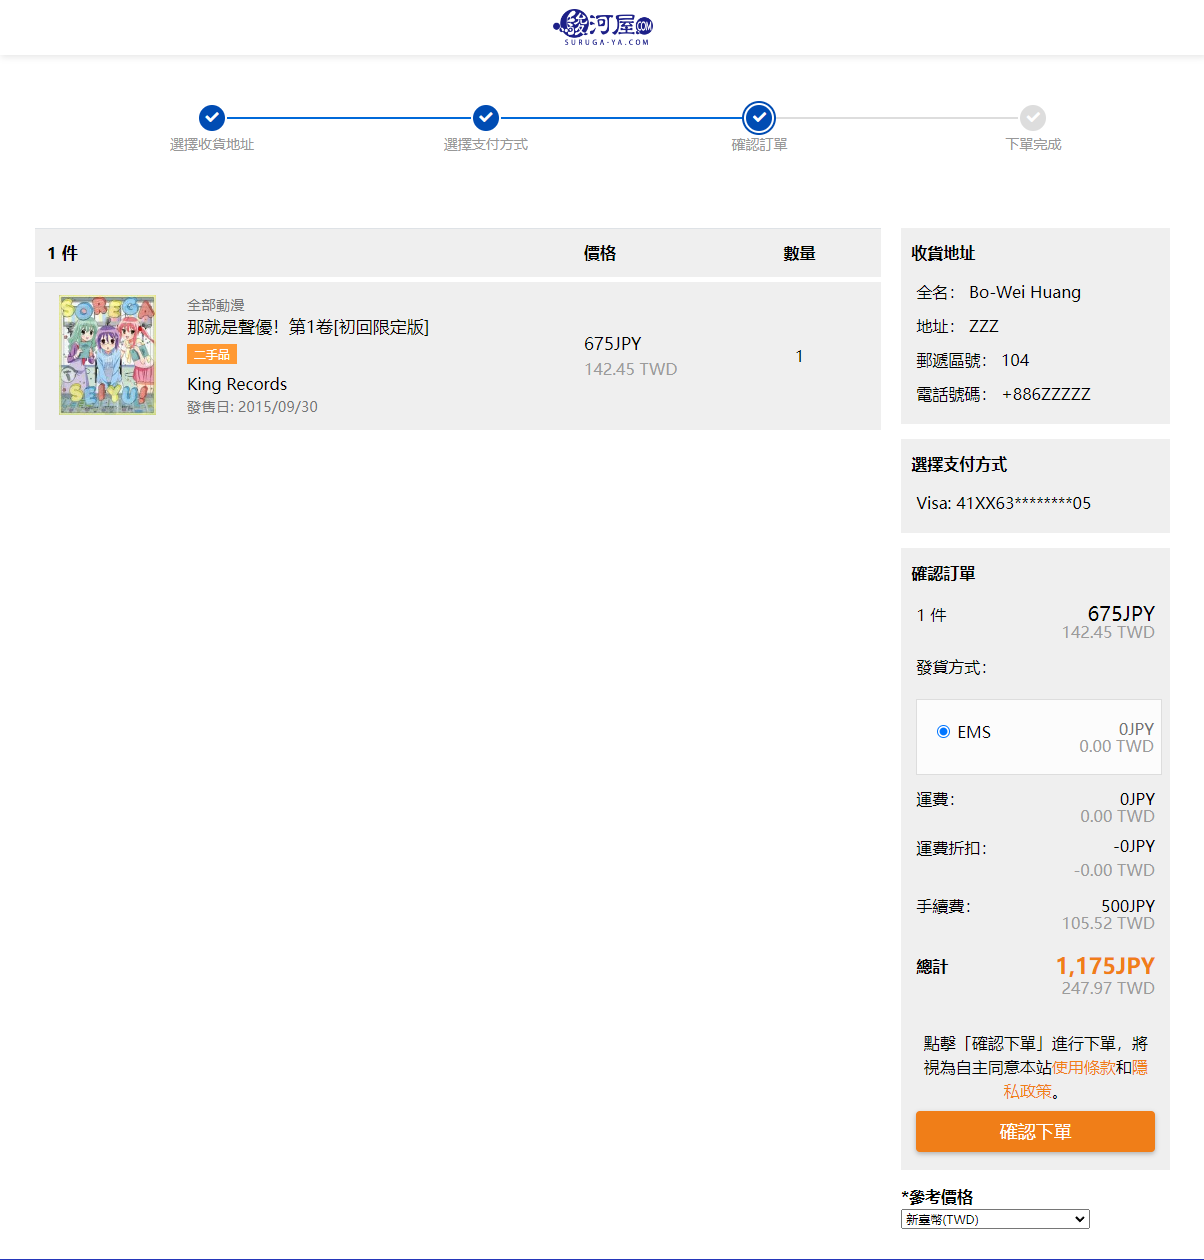 駿河屋.COM
SURUGA-YA.COM
選擇收貨地址
選擇支付方式
確認訂單
下單完成
1 件 價格 數量
SOREGA
SEIYU!
全部動漫
那就是聲優！第1卷[初回限定版]
二手品
King Records
發售日: 2015/09/30
675JPY
142.45 TWD
1
收貨地址
全名： Bo-Wei Huang
地址： ZZZ
郵遞區號： 104
電話號碼： +886ZZZZZ
選擇支付方式
Visa: 41XX63********05
確認訂單
1 件 675JPY
142.45 TWD
發貨方式：
EMS 0JPY
0.00 TWD
運費： 0JPY
0.00 TWD
運費折扣： -0JPY
-0.00 TWD
手續費： 500JPY
105.52 TWD
總計 1,175JPY
247.97 TWD
點擊「確認下單」進行下單，將
視為自主同意本站使用條款和隱
私政策。
確認下單
*參考價格
新臺幣(TWD)